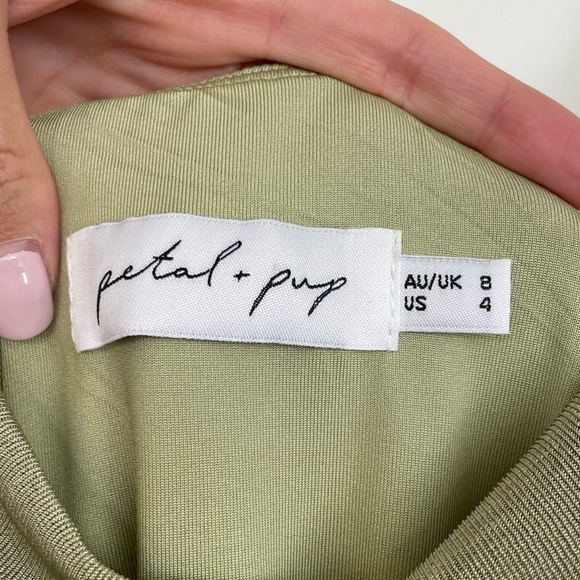 petal + pup
AU/UK 8
US 4